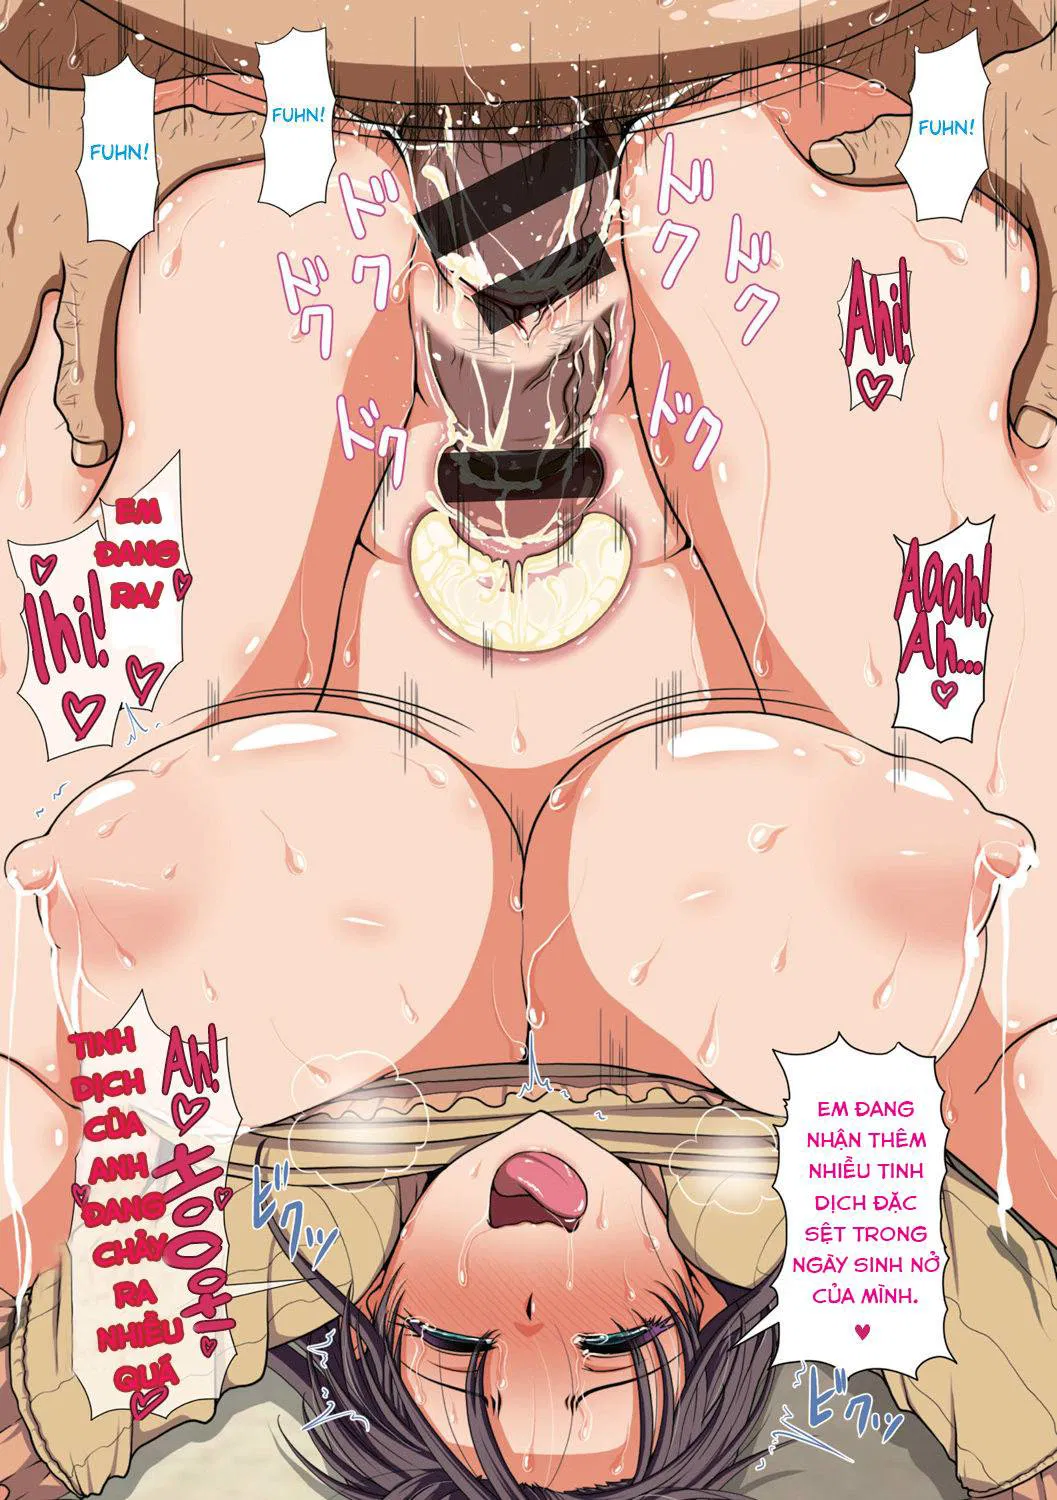 FUHN!
FUHN!
FUHN!
ドク
ドク
ドク
ドク
ドク
ドク
Ahi!
EM
ĐANG
RA!
Ihi!
Aaah!
Ah...
TINH
DỊCH
CỦA
ANH
ĐANG
CHẢY
RA
NHIỀU
QUÁ
Ah!
HOOOt!
EM ĐANG
NHẬN THÊM
NHIỀU TINH
DỊCH ĐẶC
SỆT TRONG
NGÀY SINH NỞ
CỦA MÌNH.
ビクッ
ビクッ